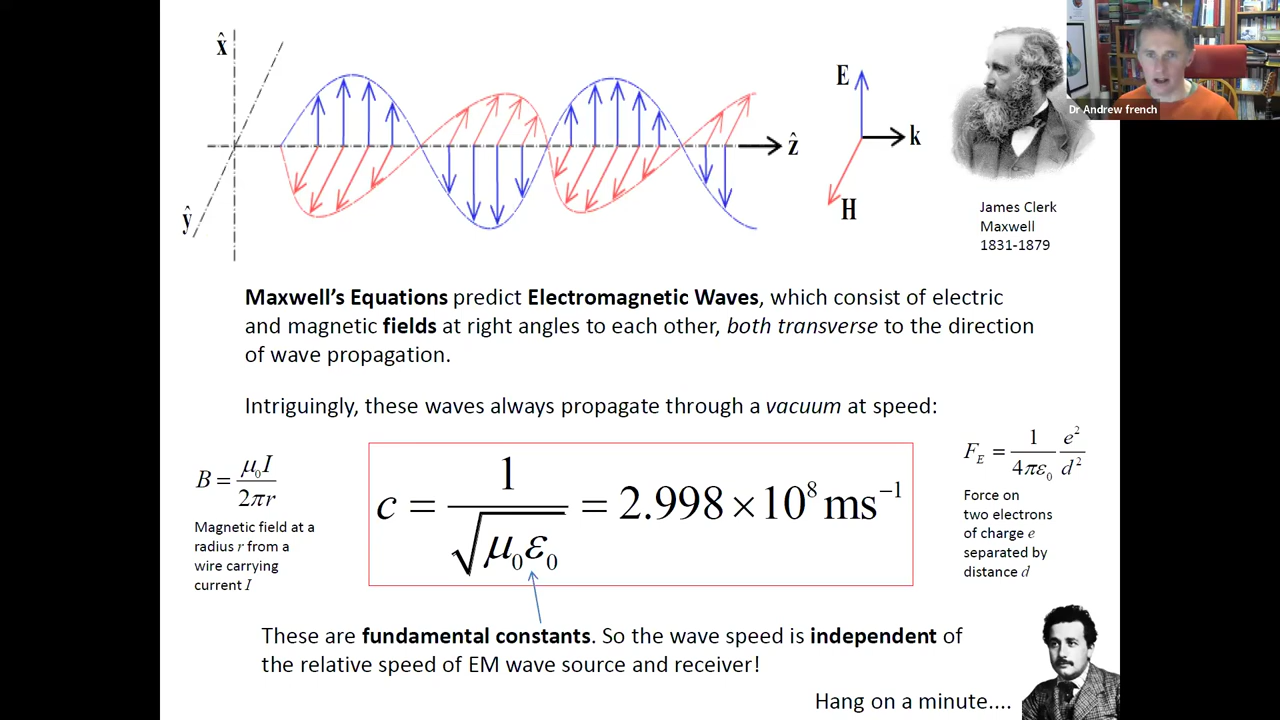 x̂
ŷ
ẑ
E
k
H
Dr Andrew french
James Clerk
Maxwell
1831-1879
Maxwell's Equations predict Electromagnetic Waves, which consist of electric
and magnetic fields at right angles to each other, both transverse to the direction
of wave propagation.
Intriguingly, these waves always propagate through a vacuum at speed:
B = μ₀I / 2πr
Magnetic field at a
radius r from a
wire carrying
current I
c = 1 / √μ₀ε₀ = 2.998 × 10⁸ ms⁻¹
F_E = 1 / 4πε₀ e² / d²
Force on
two electrons
of charge e
separated by
distance d
These are fundamental constants. So the wave speed is independent of
the relative speed of EM wave source and receiver!
Hang on a minute....